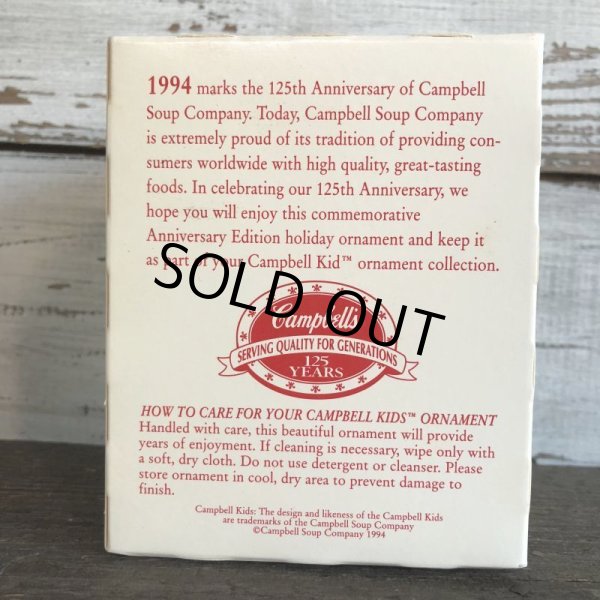 1994 marks the 125th Anniversary of Campbell
Soup Company. Today, Campbell Soup Company
is extremely proud of its tradition of providing con-
sumers worldwide with high quality, great-tasting
foods. In celebrating our 125th Anniversary, we
hope you will enjoy this commemorative
Anniversary Edition holiday ornament and keep it
as part of your Campbell Kid™ ornament collection.
SOLD OUT
Campbell's
SERVING QUALITY FOR GENERATIONS
125
YEARS
HOW TO CARE FOR YOUR CAMPBELL KIDS™ ORNAMENT
Handled with care, this beautiful ornament will provide
years of enjoyment. If cleaning is necessary, wipe only with
a soft, dry cloth. Do not use detergent or cleanser. Please
store ornament in cool, dry area to prevent damage to
finish.
Campbell Kids: The design and likeness of the Campbell Kids
are trademarks of the Campbell Soup Company
©Campbell Soup Company 1994